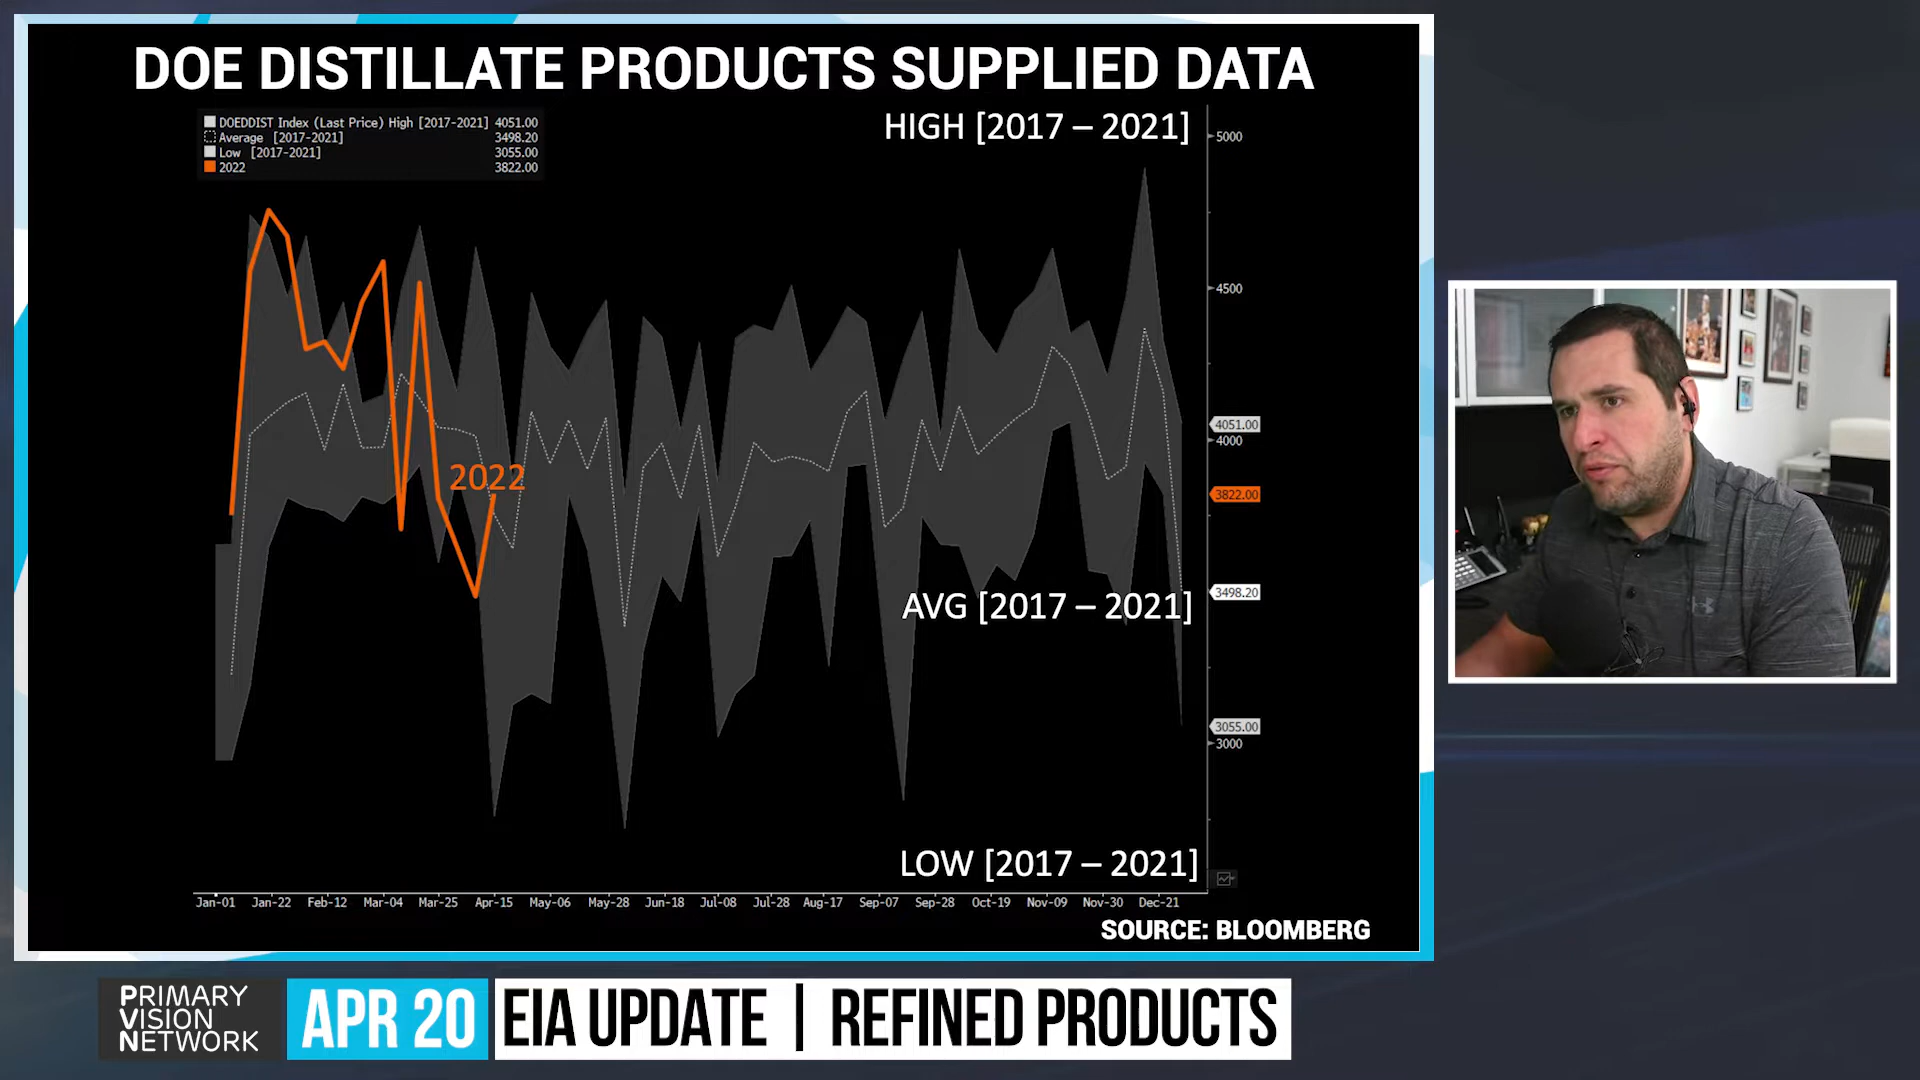 DOE DISTILLATE PRODUCTS SUPPLIED DATA
DOEDDIST Index (Last Price) High [2017-2021] 4051.00
Average [2017-2021] 3498.20
Low [2017-2021] 3055.00
2022 3822.00
HIGH [2017 – 2021]
5000
4500
4051.00
4000
2022
3822.00
3498.20
AVG [2017 – 2021]
3055.00
3000
LOW [2017 – 2021]
Jan-01 Jan-22 Feb-12 Mar-04 Mar-25 Apr-15 May-06 May-28 Jun-18 Jul-08 Jul-28 Aug-17 Sep-07 Sep-28 Oct-19 Nov-09 Nov-30 Dec-21
SOURCE: BLOOMBERG
PRIMARY
VISION
NETWORK
APR 20
EIA UPDATE | REFINED PRODUCTS